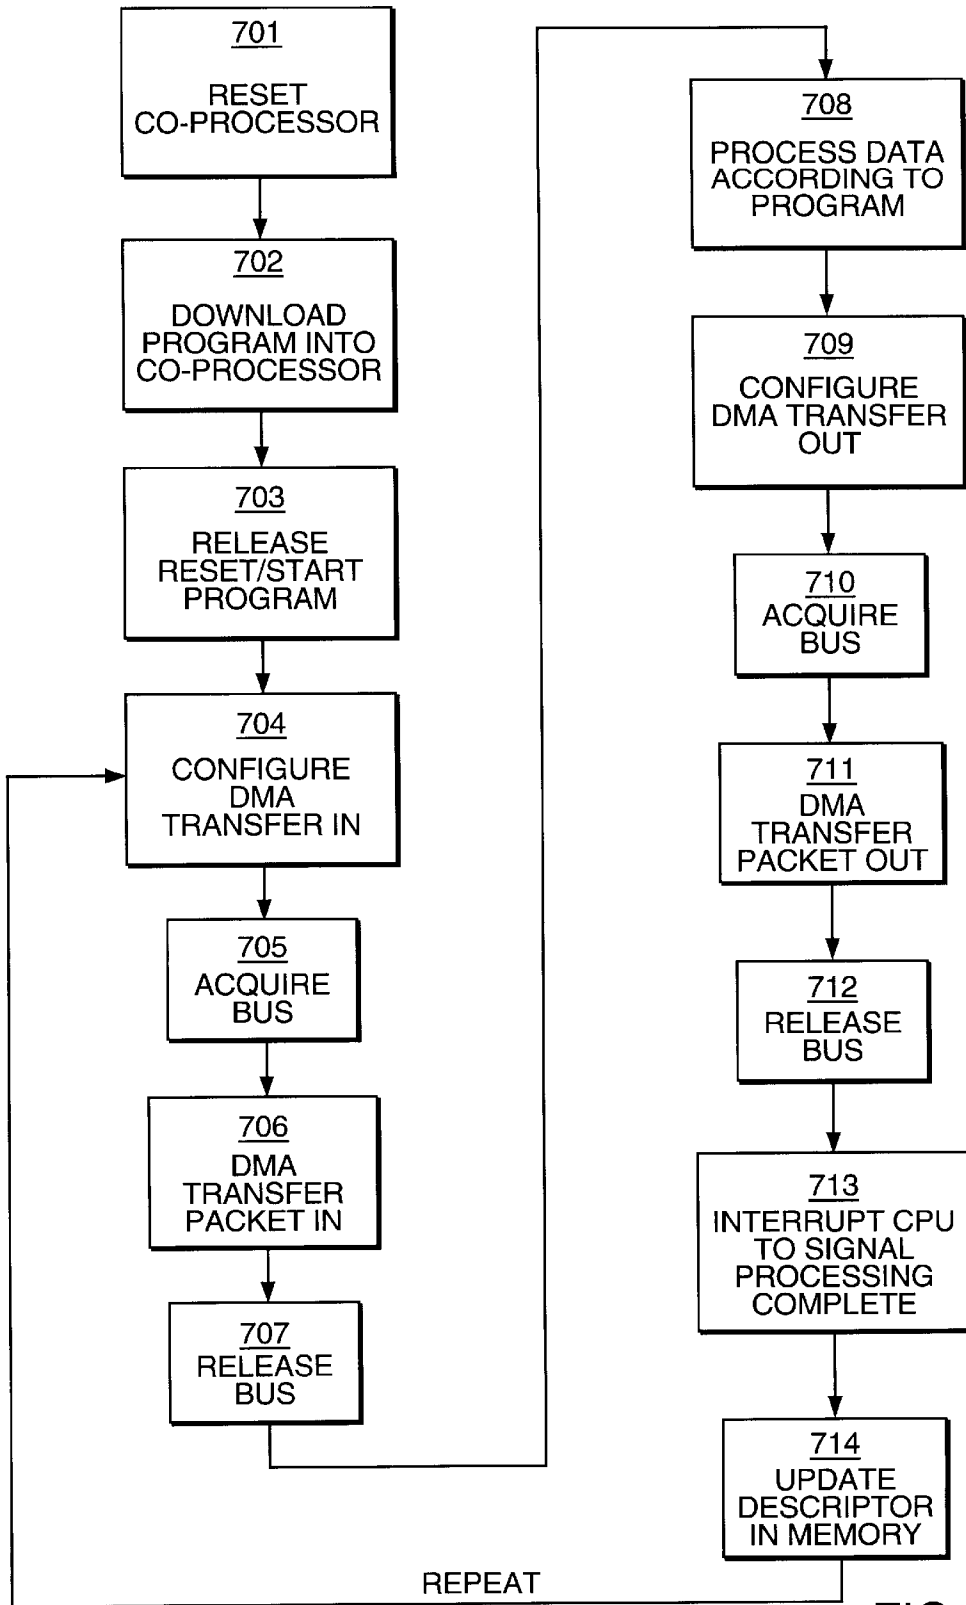 701
RESET
CO-PROCESSOR
702
DOWNLOAD
PROGRAM INTO
CO-PROCESSOR
703
RELEASE
RESET/START
PROGRAM
704
CONFIGURE
DMA
TRANSFER IN
705
ACQUIRE
BUS
706
DMA
TRANSFER
PACKET IN
707
RELEASE
BUS
708
PROCESS DATA
ACCORDING TO
PROGRAM
709
CONFIGURE
DMA TRANSFER
OUT
710
ACQUIRE
BUS
711
DMA
TRANSFER
PACKET OUT
712
RELEASE
BUS
713
INTERRUPT CPU
TO SIGNAL
PROCESSING
COMPLETE
714
UPDATE
DESCRIPTOR
IN MEMORY
REPEAT